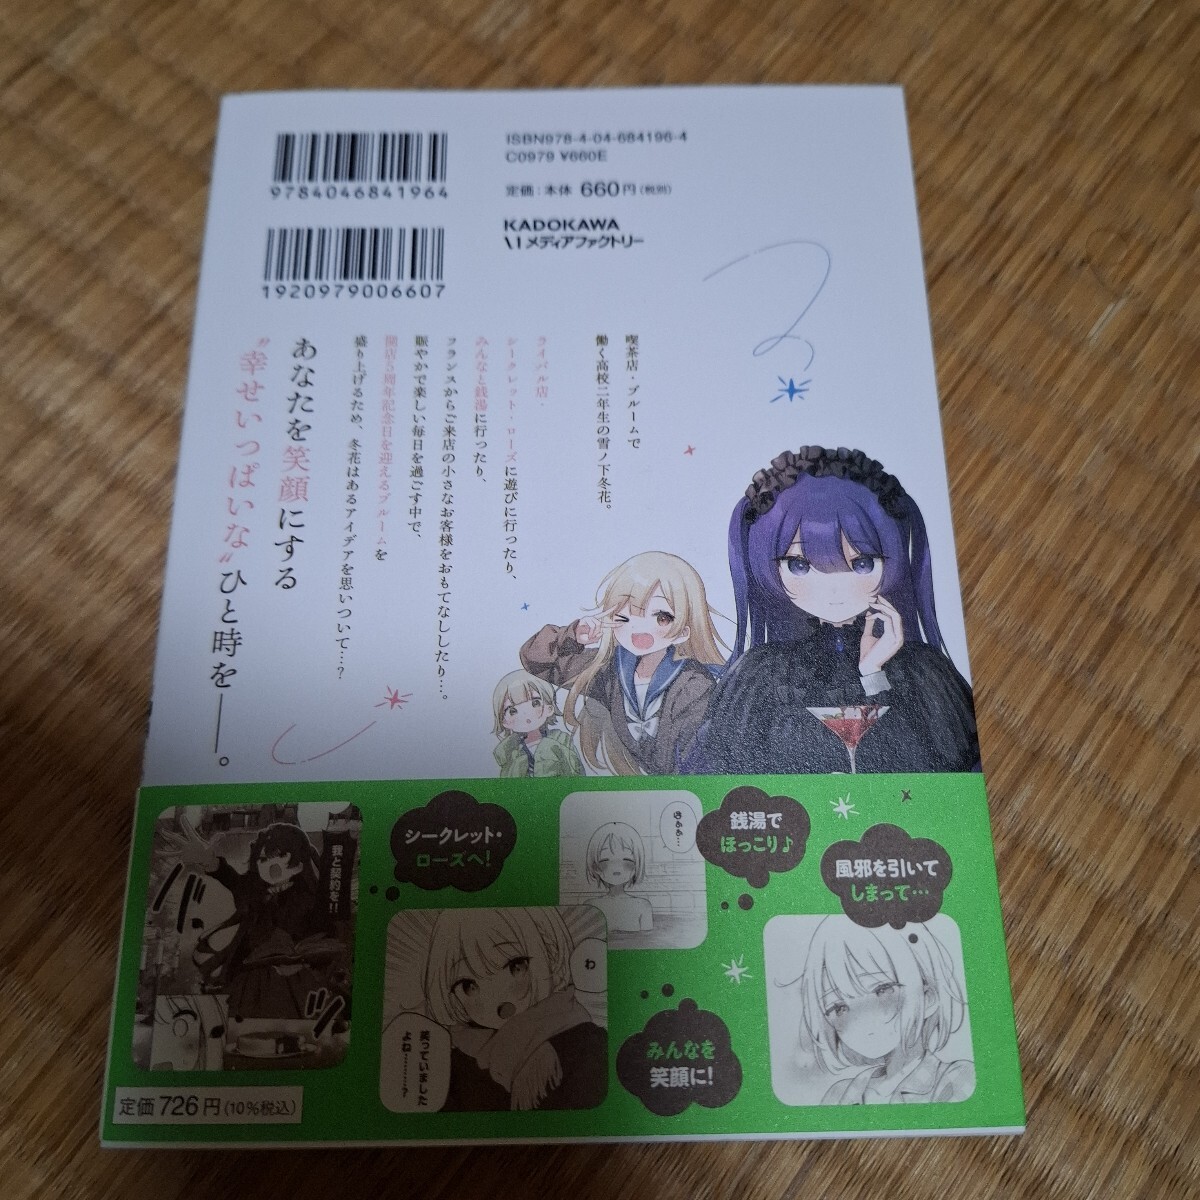 9784046841964
1920979006607
ISBN978-4-04-684196-4
C0979 ¥660E
定価:本体 660円(税別)
KADOKAWA
メディアファクトリー
喫茶店・ブルームで
働く高校二年生の雪ノ下冬花。
ライバル店・
シークレット・ローズに遊びに行ったり、
みんなと銭湯に行ったり、
フランスからご来店の小さなお客様をおもてなししたり…。
賑やかで楽しい毎日を過ごす中で、
開店5周年記念日を迎えるブルームを
盛り上げるため、冬花はあるアイデアを思いついて…?
あなたを笑顔にする
“幸せいっぱいな”ひと時を――。
シークレット・
ローズへ!
我と契約を!!
銭湯で
ほっこり♪
風邪を引いて
しまって…
わ
笑っていました
よね………?
みんなを
笑顔に!
定価 726円(10%税込)